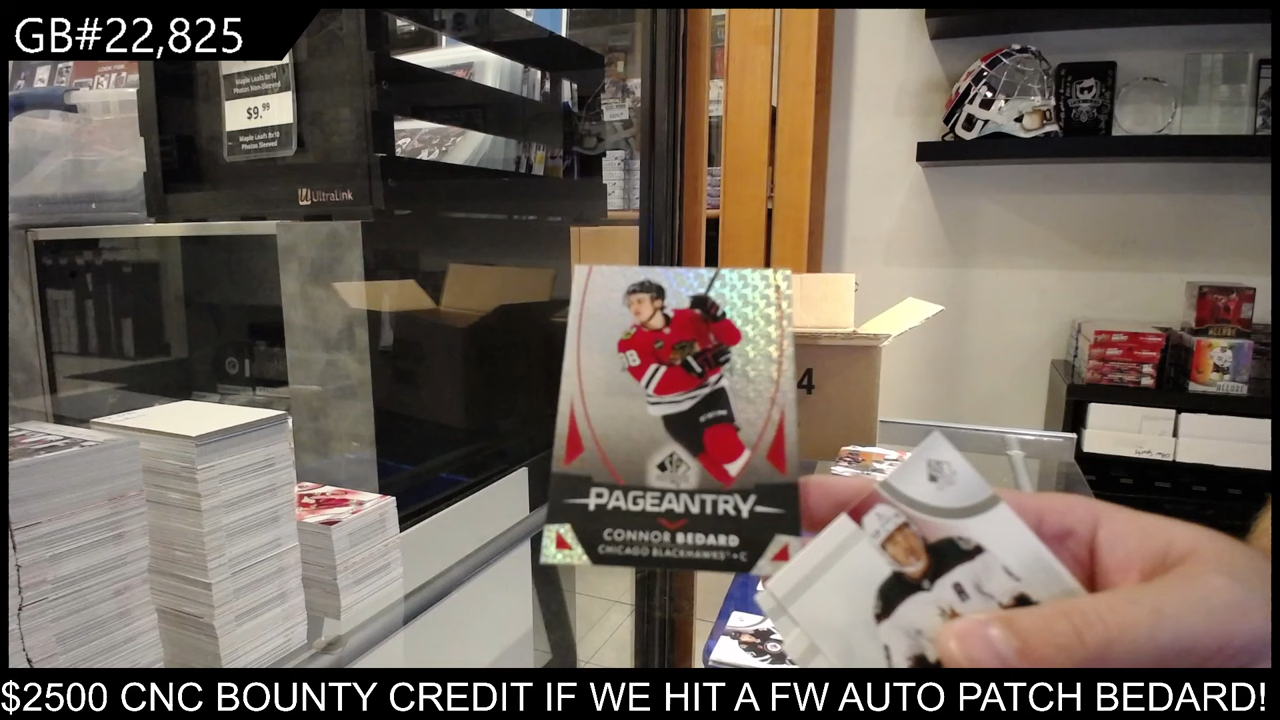 GB#22,825
Maple Leafs 8x10
Photos Non-Sleeved
$9.99
Maple Leafs 8x10
Photos Sleeved
UltraLink
98
4
PAGEANTRY
CONNOR BEDARD
CHICAGO BLACKHAWKS • C
$2500 CNC BOUNTY CREDIT IF WE HIT A FW AUTO PATCH BEDARD!